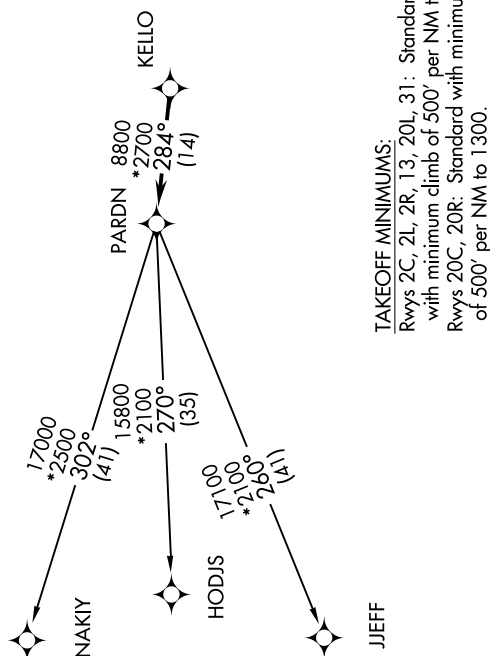 KELLO
8800
*2700
284°
(14)
PARDN
17000
*2500
302°
(41)
15800
*2100
270°
(35)
17100
*2100
260°
(41)
NAKIY
HODJS
JJEFF
TAKEOFF MINIMUMS:
Rwys 2C, 2L, 2R, 13, 20L, 31: Standar
with minimum climb of 500' per NM t
Rwys 20C, 20R: Standard with minimu
of 500' per NM to 1300.